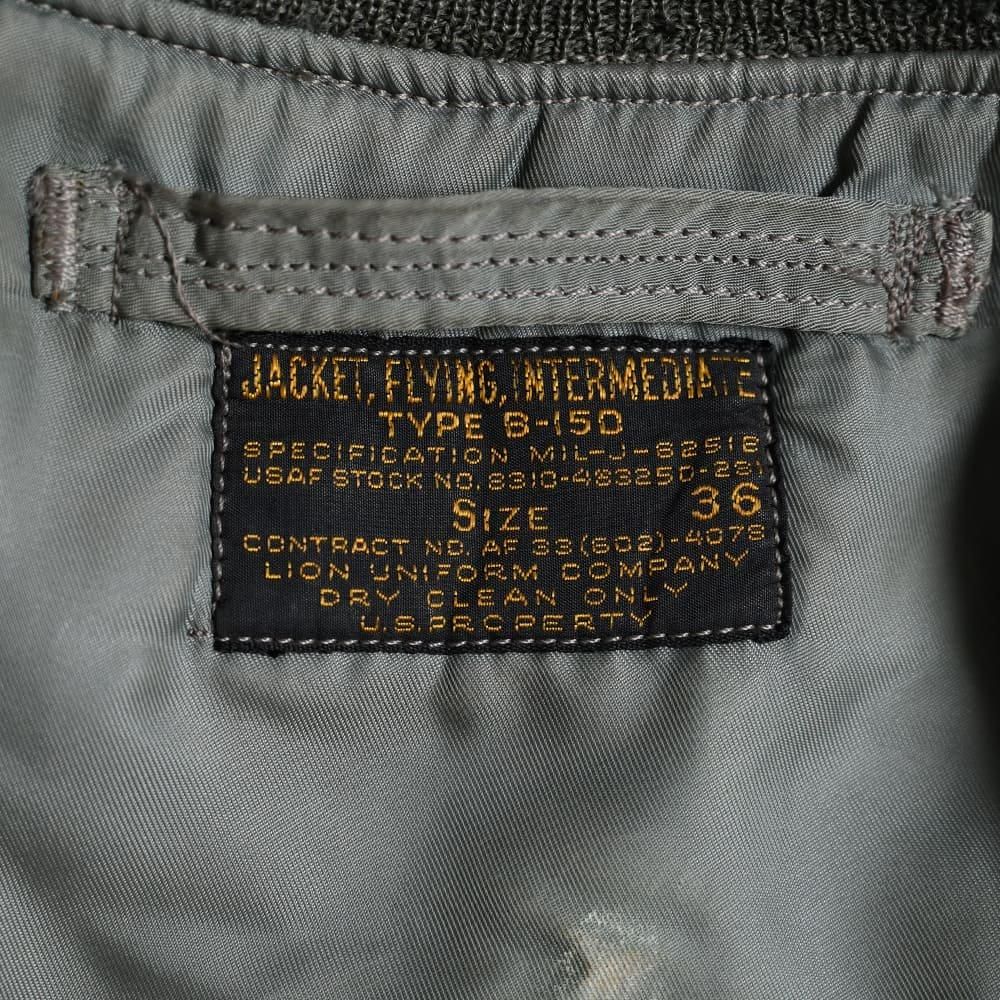 JACKET, FLYING, INTERMEDIATE
TYPE B-15D
SPECIFICATION MIL-J-6251B
USAF STOCK NO. 8310-483250-281
SIZE 36
CONTRACT NO. AF 33(602)-4078
LION UNIFORM COMPANY
DRY CLEAN ONLY
U.S. PROPERTY